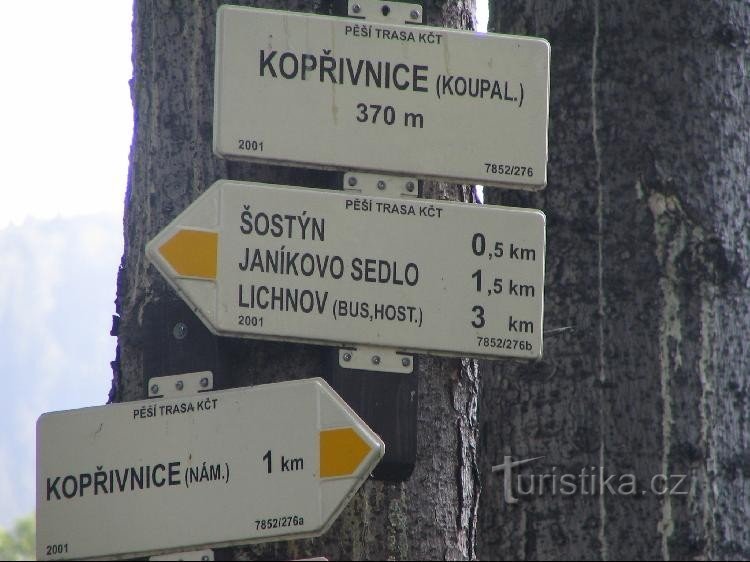 PĚŠÍ TRASA KČT
KOPŘIVNICE (KOUPAL.)
370 m
2001 7852/276
PĚŠÍ TRASA KČT
ŠOSTÝN 0,5 km
JANÍKOVO SEDLO 1,5 km
LICHNOV (BUS,HOST.) 3 km
2001 7852/276b
PĚŠÍ TRASA KČT
KOPŘIVNICE (NÁM.) 1 km
2001 7852/276a
Turistika.cz